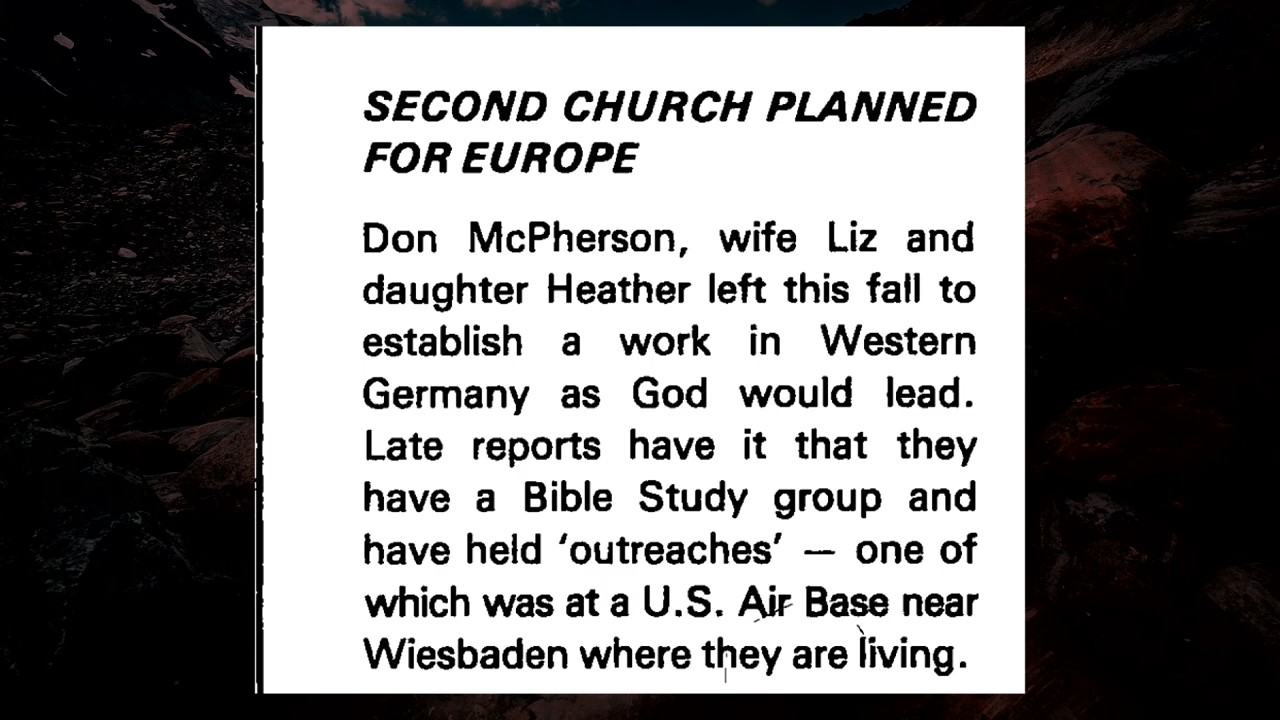 SECOND CHURCH PLANNED
FOR EUROPE
Don McPherson, wife Liz and
daughter Heather left this fall to
establish a work in Western
Germany as God would lead.
Late reports have it that they
have a Bible Study group and
have held ‘outreaches’ — one of
which was at a U.S. Air Base near
Wiesbaden where they are living.